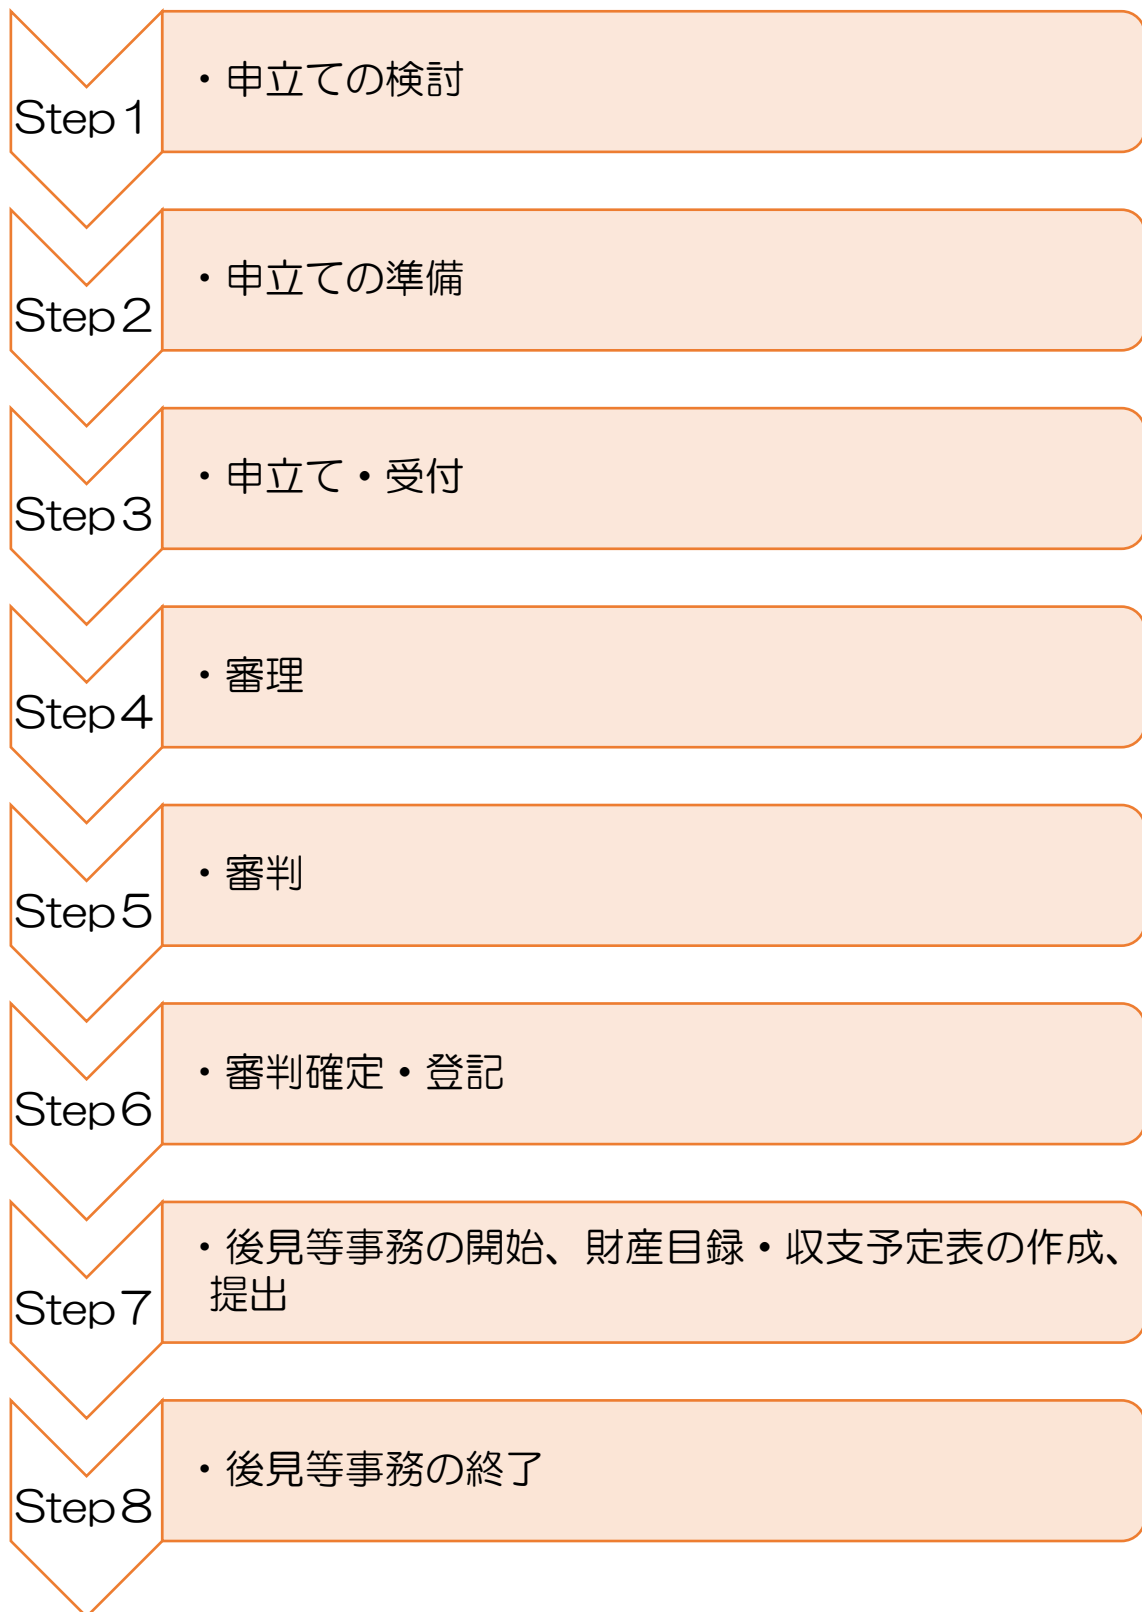 Step１
・申立ての検討
Step２
・申立ての準備
Step３
・申立て・受付
Step４
・審理
Step５
・審判
Step６
・審判確定・登記
Step７
・後見等事務の開始、財産目録・収支予定表の作成、
提出
Step８
・後見等事務の終了